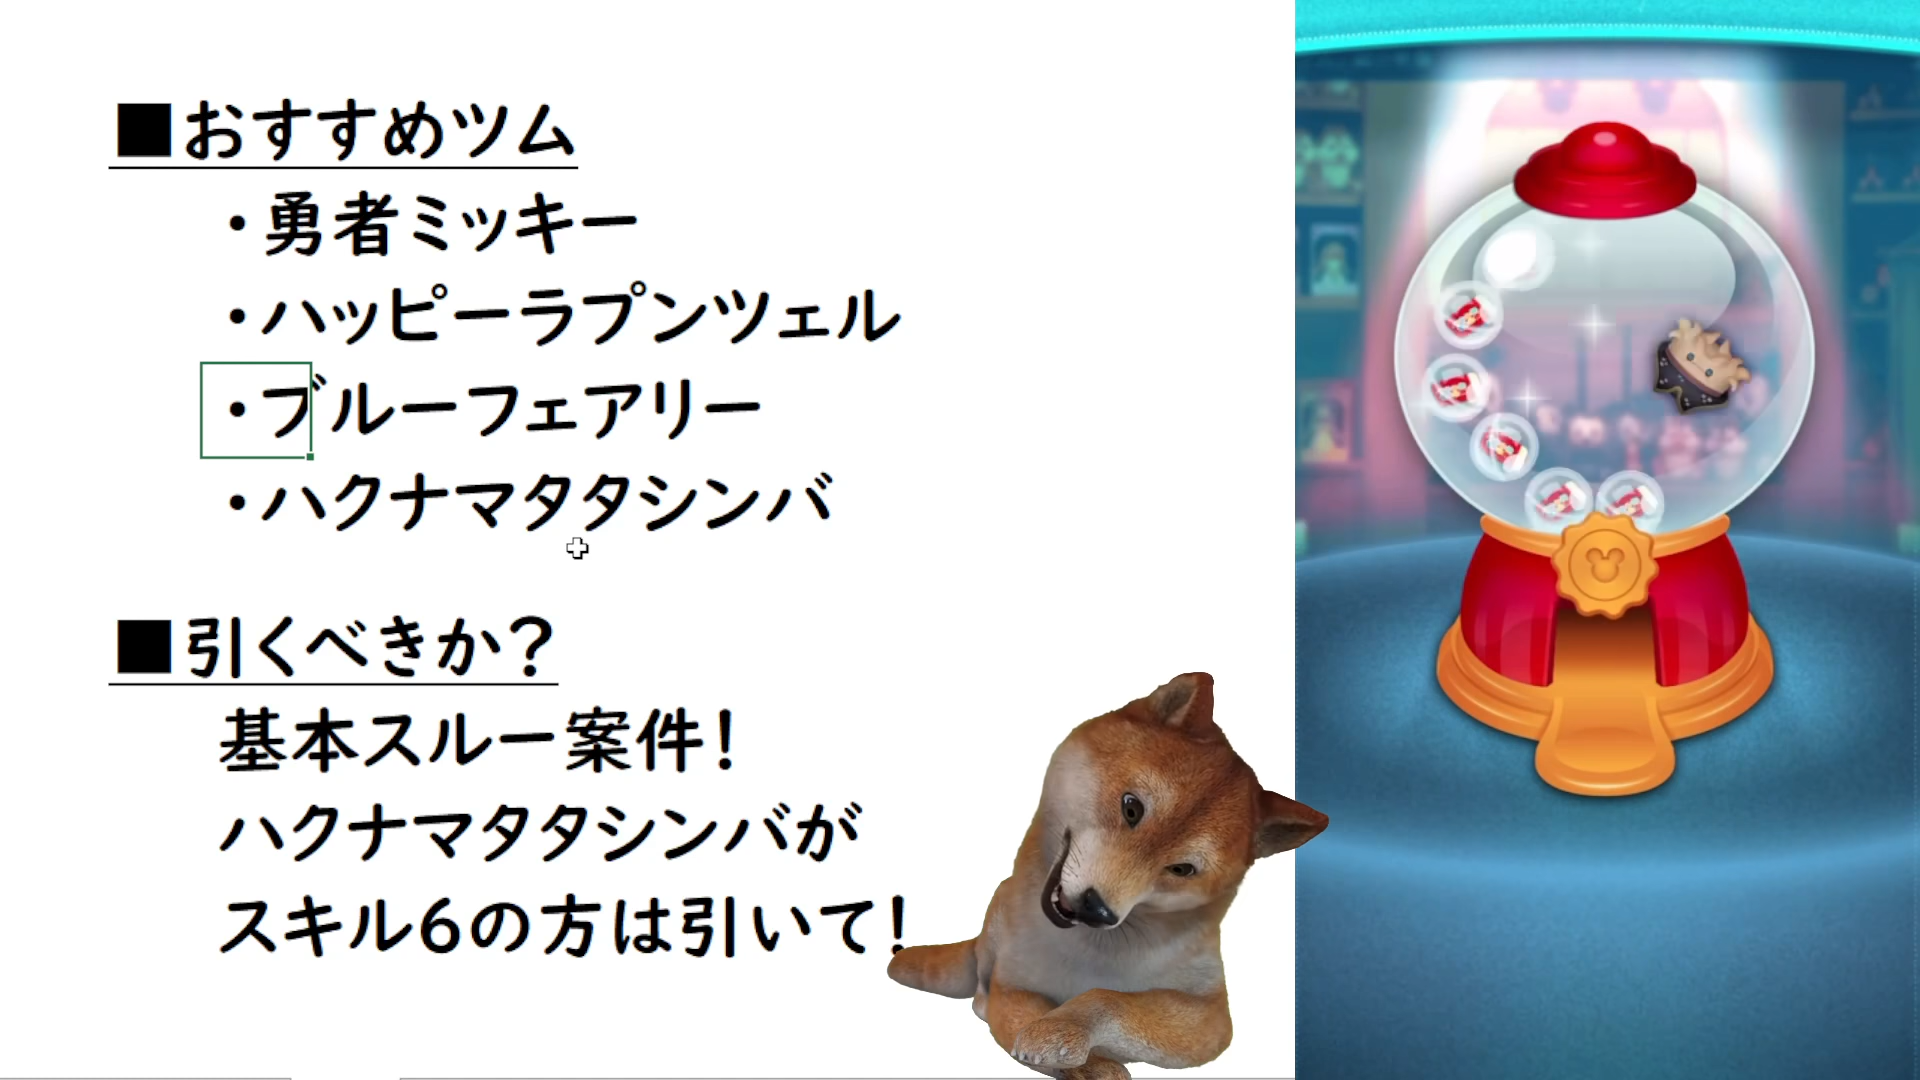 ■おすすめツム
・勇者ミッキー
・ハッピーラプンツェル
・ブルーフェアリー
・ハクナマタタシンバ
■引くべきか?
基本スルー案件!
ハクナマタタシンバが
スキル6の方は引いて!